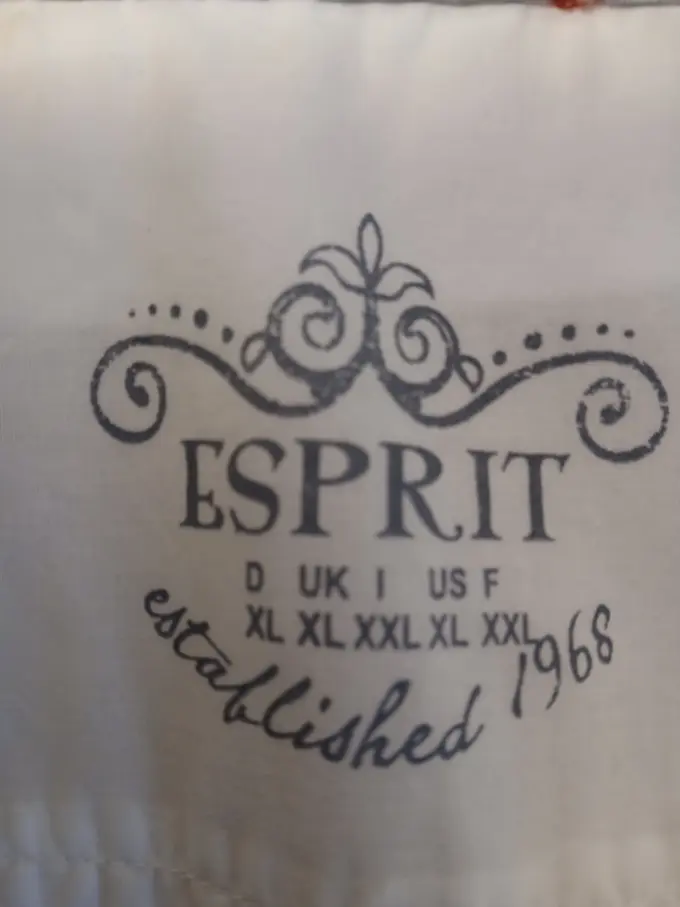 ESPRIT
D UK I US F
XL XL XXL XL XXL
established 1968